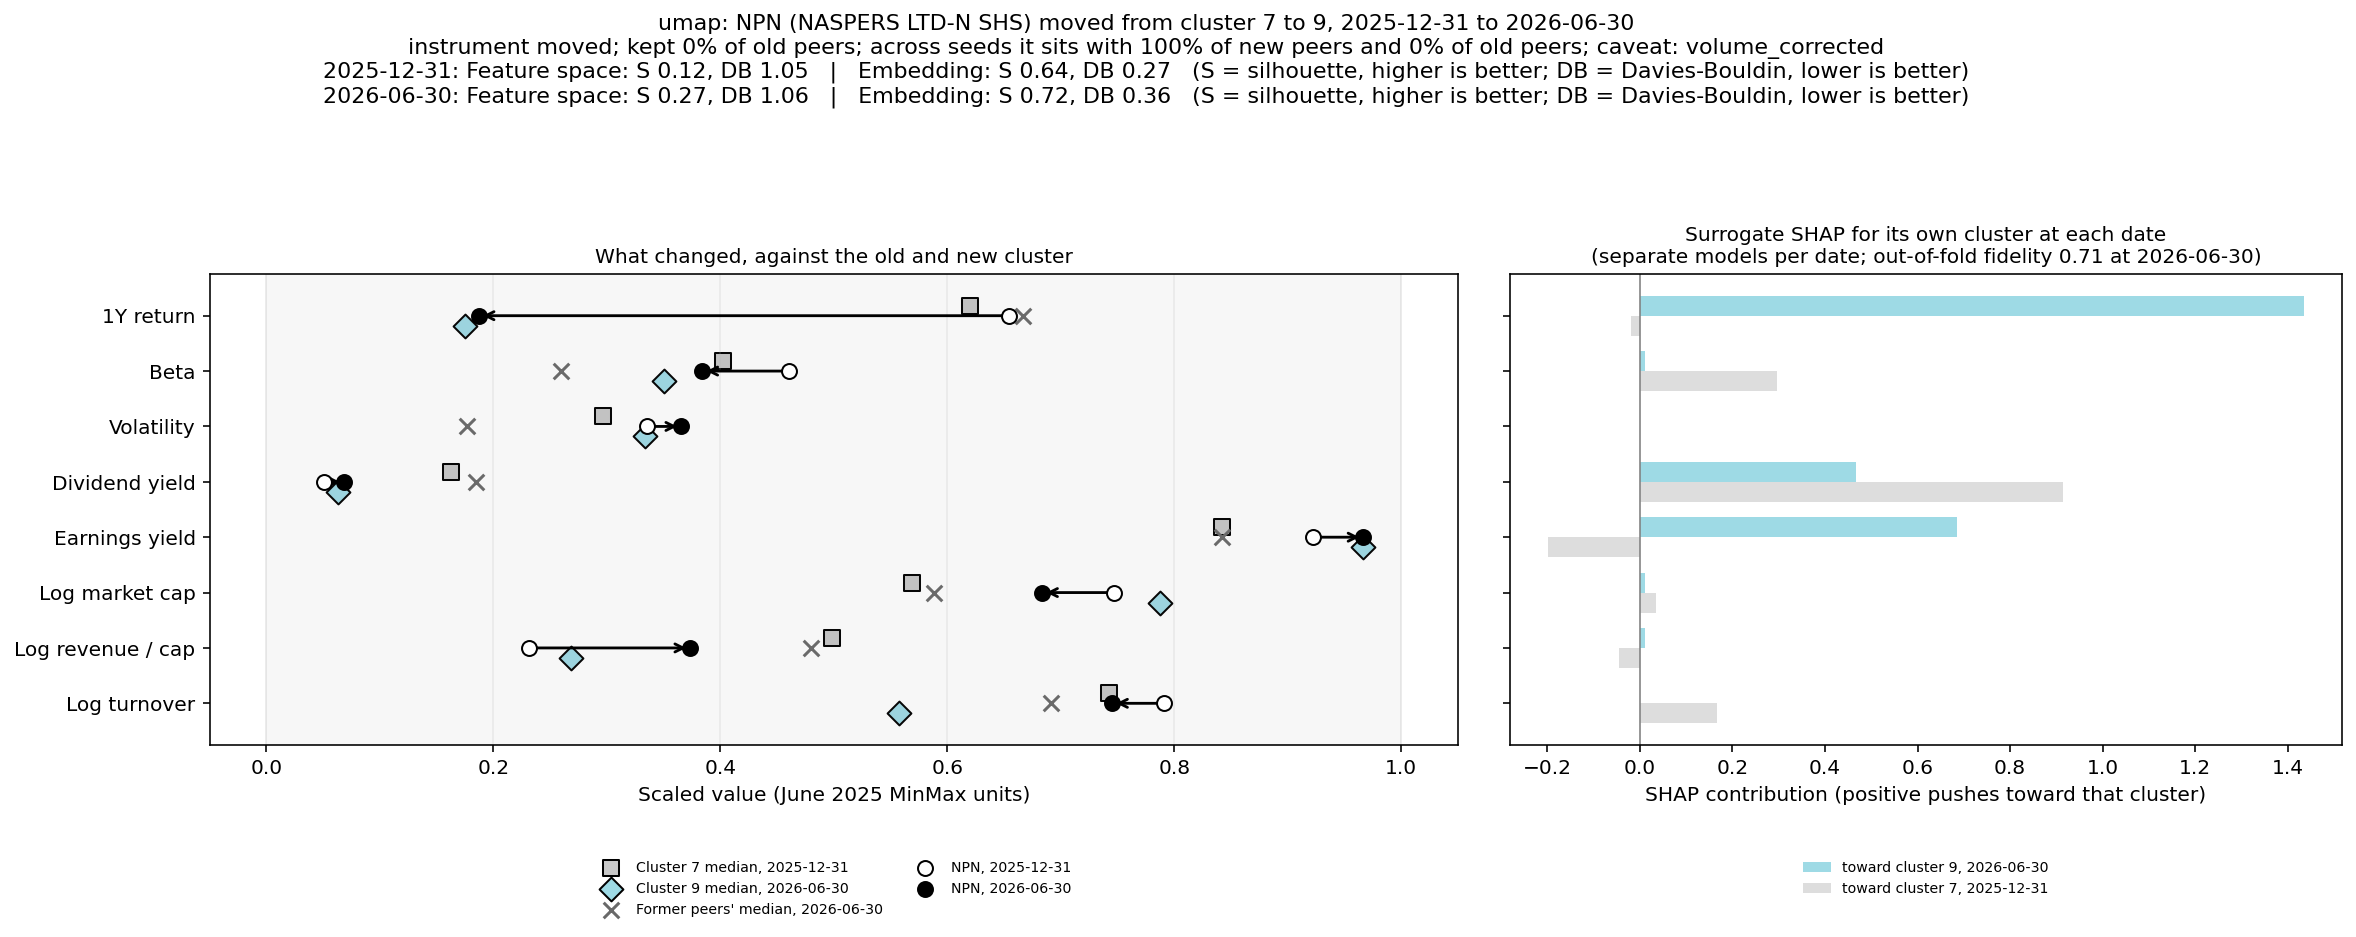 umap: NPN (NASPERS LTD-N SHS) moved from cluster 7 to 9, 2025-12-31 to 2026-06-30
instrument moved; kept 0% of old peers; across seeds it sits with 100% of new peers and 0% of old peers; caveat: volume_corrected
2025-12-31: Feature space: S 0.12, DB 1.05 | Embedding: S 0.64, DB 0.27 (S = silhouette, higher is better; DB = Davies-Bouldin, lower is better)
2026-06-30: Feature space: S 0.27, DB 1.06 | Embedding: S 0.72, DB 0.36 (S = silhouette, higher is better; DB = Davies-Bouldin, lower is better)
What changed, against the old and new cluster
1Y return
Beta
Volatility
Dividend yield
Earnings yield
Log market cap
Log revenue / cap
Log turnover
0.0 0.2 0.4 0.6 0.8 1.0
Scaled value (June 2025 MinMax units)
Cluster 7 median, 2025-12-31
Cluster 9 median, 2026-06-30
Former peers' median, 2026-06-30
NPN, 2025-12-31
NPN, 2026-06-30
Surrogate SHAP for its own cluster at each date
(separate models per date; out-of-fold fidelity 0.71 at 2026-06-30)
−0.2 0.0 0.2 0.4 0.6 0.8 1.0 1.2 1.4
SHAP contribution (positive pushes toward that cluster)
toward cluster 9, 2026-06-30
toward cluster 7, 2025-12-31